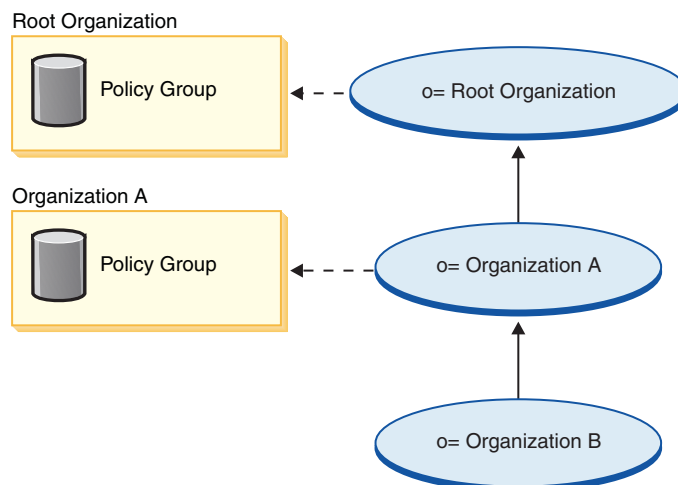 Root Organization
Policy Group
o= Root Organization
Organization A
Policy Group
o= Organization A
o= Organization B